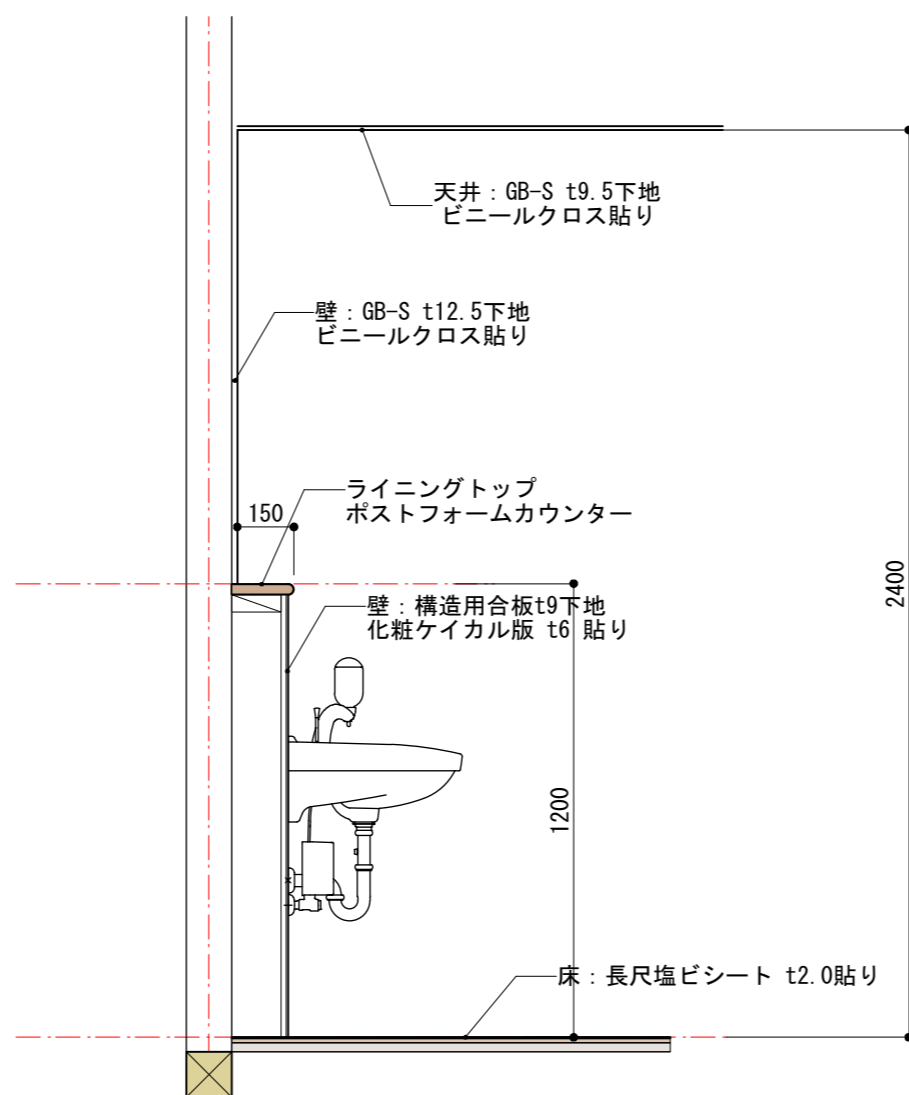 天井：GB-S t9.5下地
ビニールクロス貼り
壁：GB-S t12.5下地
ビニールクロス貼り
ライニングトップ
ポストフォームカウンター
150
壁：構造用合板t9下地
化粧ケイカル版 t6 貼り
2400
1200
床：長尺塩ビシート t2.0貼り